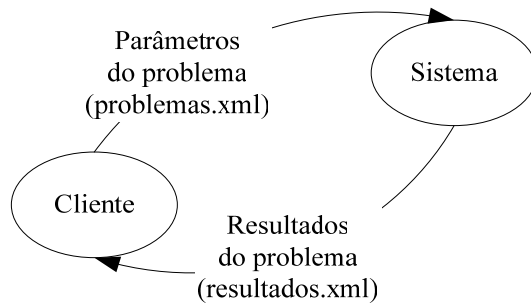 Parâmetros
do problema
(problemas.xml)
Sistema
Cliente
Resultados
do problema
(resultados.xml)